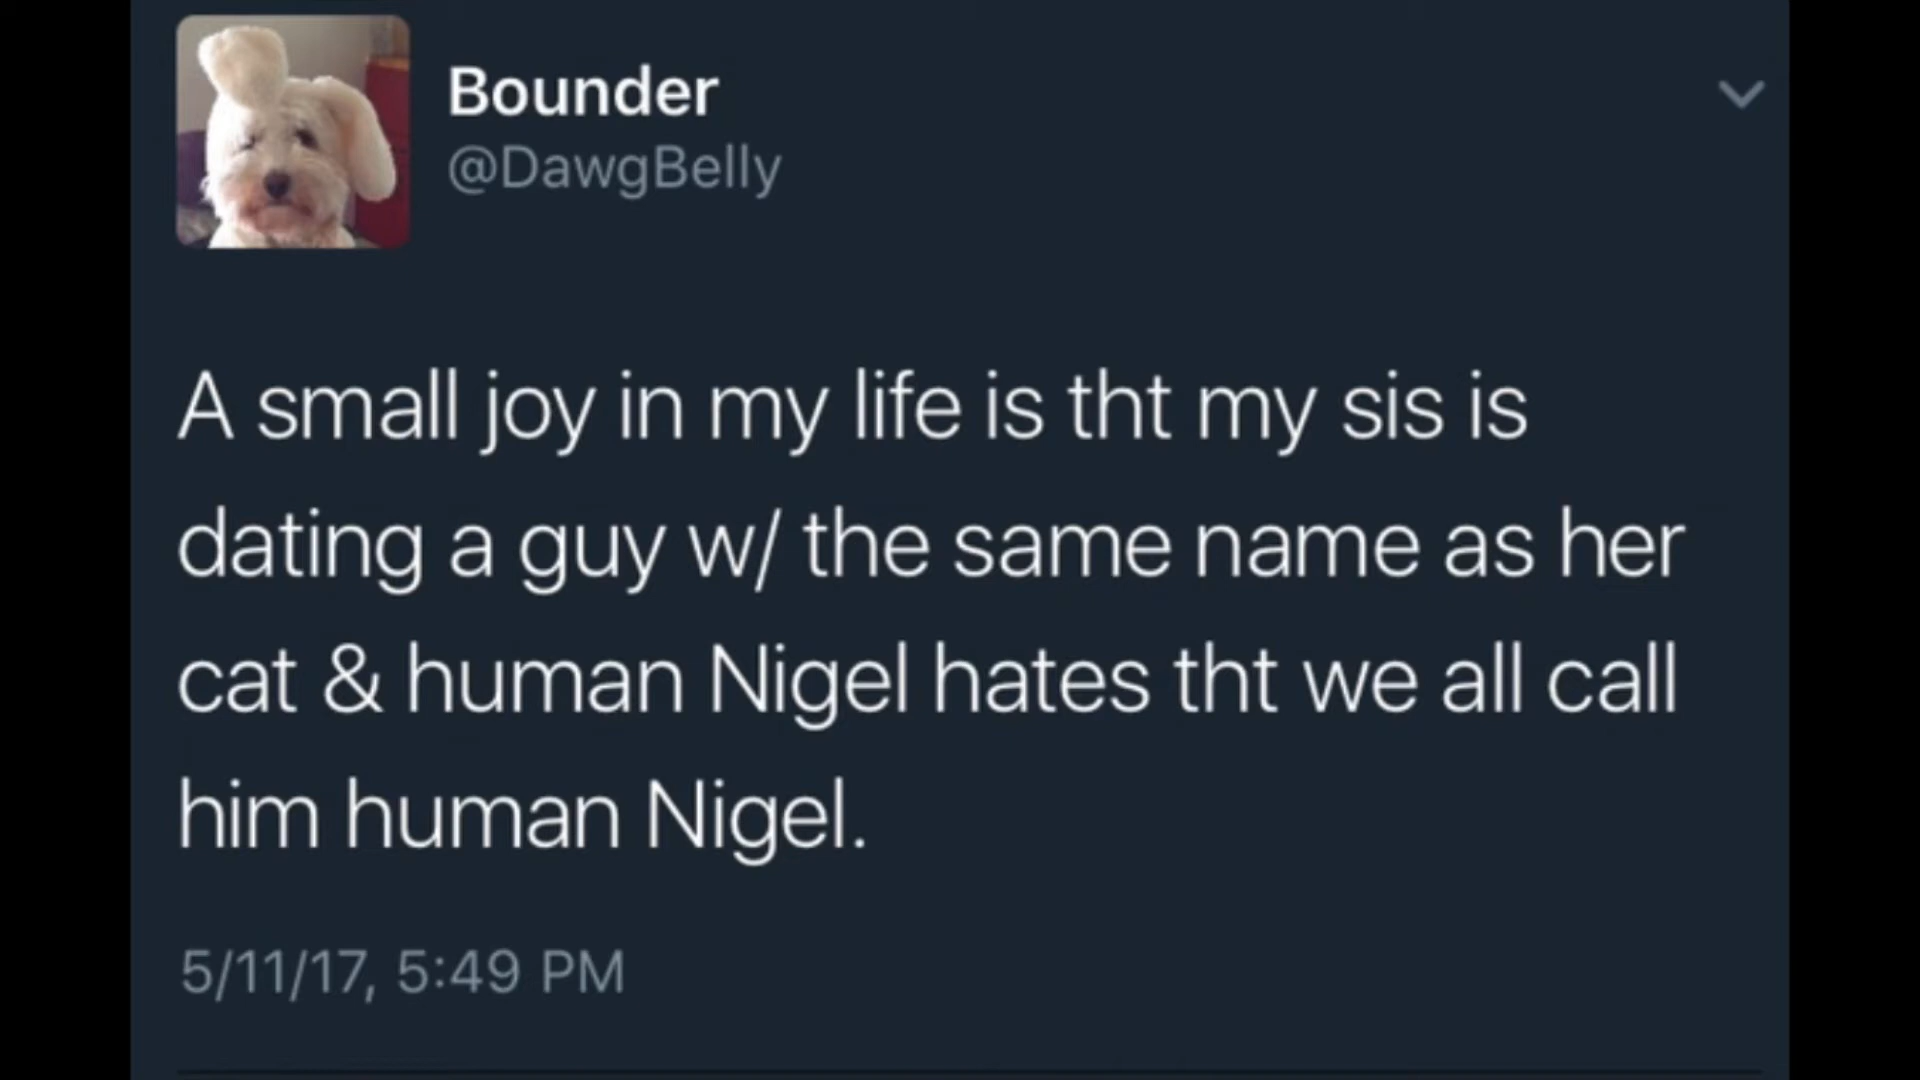 Bounder
@DawgBelly
A small joy in my life is tht my sis is
dating a guy w/ the same name as her
cat & human Nigel hates tht we all call
him human Nigel.
5/11/17, 5:49 PM